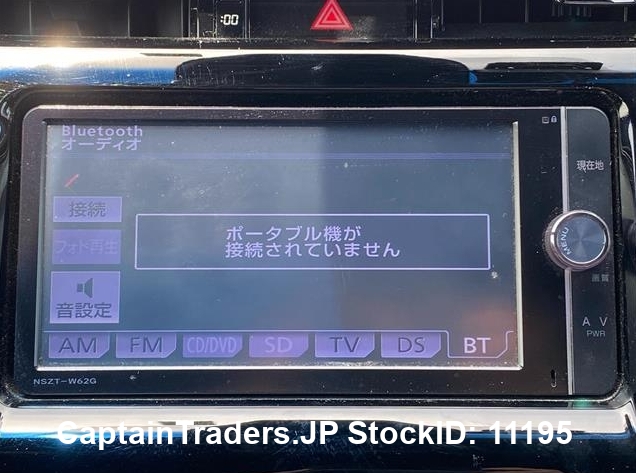 :00
Bluetooth
オーディオ
現在地
接続
ポータブル機が
接続されていません
フォト再生
MENU
画質
音設定
A V
PWR
AM FM CD/DVD SD TV DS BT
NSZT-W62G
CaptainTraders.JP StockID: 11195